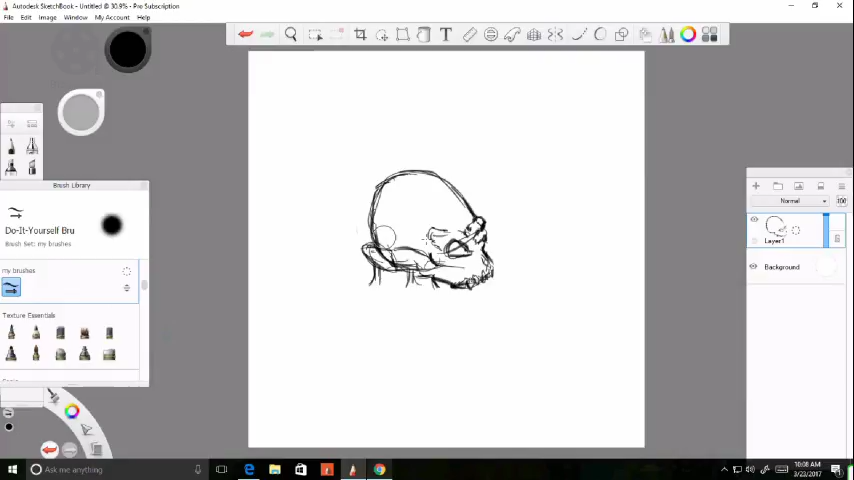 Autodesk SketchBook - Untitled @ 30.9% - Pre Subscription
File Edit Image Window My Account Help
T
Brush Library
Do-It-Yourself Bru
Brush Set: my brushes
my brushes
Texture Essentials
Normal
100
Layer1
Background
Ask me anything
10:08 AM
3/23/2017